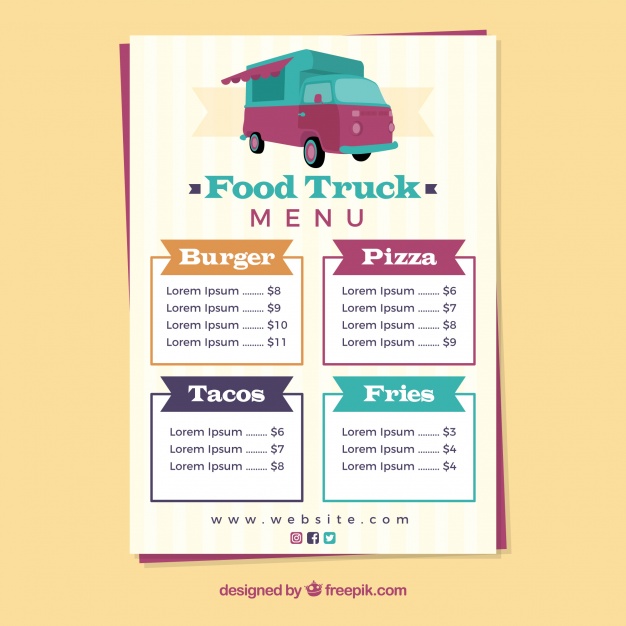 Food Truck
MENU
Burger
Lorem Ipsum ........ $8
Lorem Ipsum ........ $9
Lorem Ipsum ........ $10
Lorem Ipsum ........ $11
Pizza
Lorem Ipsum ........ $6
Lorem Ipsum ........ $7
Lorem Ipsum ........ $8
Lorem Ipsum ........ $9
Tacos
Lorem Ipsum ........ $6
Lorem Ipsum ........ $7
Lorem Ipsum ........ $8
Fries
Lorem Ipsum ........ $3
Lorem Ipsum ........ $4
Lorem Ipsum ........ $4
www.website.com
designed by freepik.com